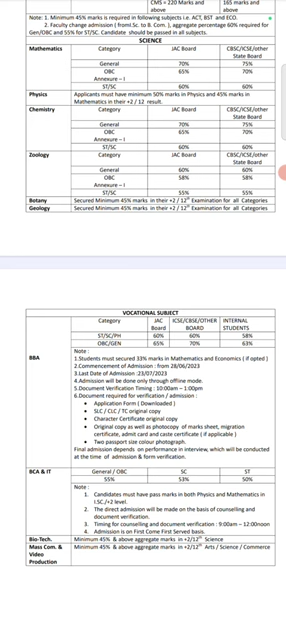 CMS = 220 Marks and above
165 marks and above
Note: 1. Minimum 45% marks is required in following subjects i.e. ACT, BST and ECO.
2. Faculty change admission ( fromI.Sc. to B. Com. ), aggregate percentage 60% required for
Gen/OBC and 55% for ST/SC. Candidate should be passed in all subjects.
SCIENCE
Mathematics Category JAC Board CBSC/ICSE/other State Board
General 70% 75%
OBC Annexure – I 65% 70%
ST/SC 60% 60%
Physics Applicants must have minimum 50% marks in Physics and 45% marks in
Mathematics in their +2 / 12 result.
Chemistry Category JAC Board CBSC/ICSE/other State Board
General 70% 75%
OBC Annexure – I 65% 70%
ST/SC 60% 60%
Zoology Category JAC Board CBSC/ICSE/other State Board
General 60% 60%
OBC Annexure – I 58% 58%
ST/SC 55% 55%
Botany Secured Minimum 45% marks in their +2 / 12th Examination for all Categories
Geology Secured Minimum 45% marks in their +2 / 12th Examination for all Categories
VOCATIONAL SUBJECT
BBA
Category JAC Board ICSE/CBSE/OTHER BOARD INTERNAL STUDENTS
ST/SC/PH 60% 60% 58%
OBC/GEN 65% 70% 63%
Note :
1.Students must secured 33% marks in Mathematics and Economics ( if opted )
2.Commencement of Admission : from 28/06/2023
3.Last Date of Admission :23/07/2023
4.Admission will be done only through offline mode.
5.Document Verification Timing : 10:00am – 1:00pm
6.Document required for verification / admission :
• Application Form ( Downloaded )
• SLC / CLC / TC original copy
• Character Certificate original copy
• Original copy as well as photocopy of marks sheet, migration
certificate, admit card and caste certificate ( if applicable )
• Two passport size colour photograph.
Final admission depends on performance in interview, which will be conducted
at the time of admission & form verification.
BCA & IT General / OBC SC ST
55% 53% 50%
Note :
1. Candidates must have pass marks in both Physics and Mathematics in
I.SC./+2 level.
2. The direct admission will be made on the basis of counselling and
document verification.
3. Timing for counselling and document verification : 9:00am – 12:00noon
4. Admission is on First Come First Served basis.
Bio-Tech. Minimum 45% & above aggregate marks in +2/12th Science
Mass Com. & Video Production Minimum 45% & above aggregate marks in +2/12th Arts / Science / Commerce